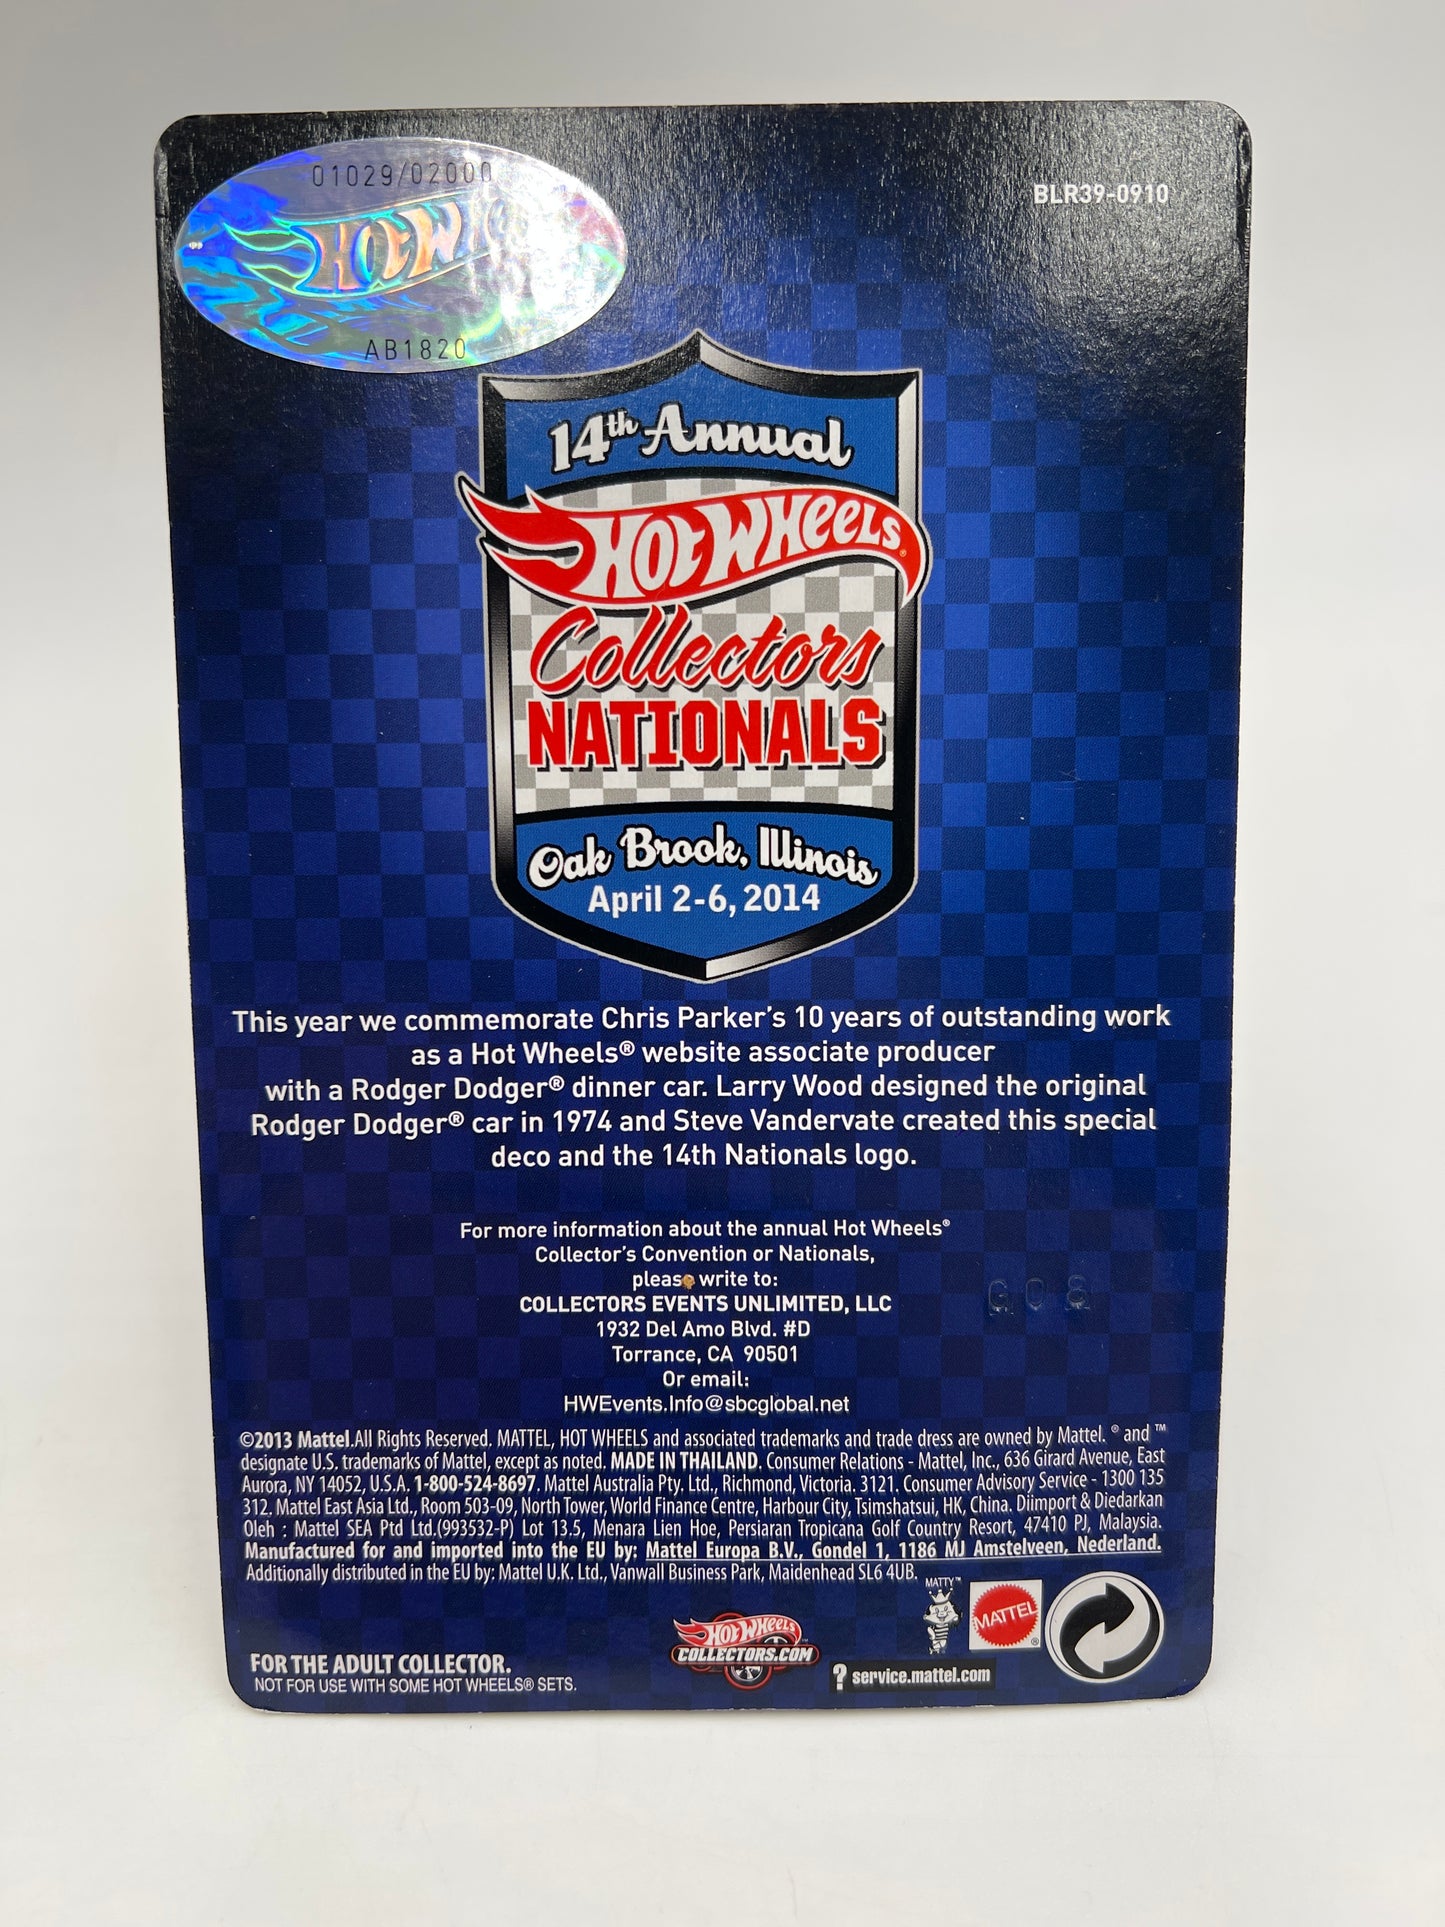 01029/02000
HOT WH
AB1820
BLR39-0910
14th Annual
HOT WHEELS®
Collectors
NATIONALS
Oak Brook, Illinois
April 2-6, 2014
This year we commemorate Chris Parker's 10 years of outstanding work
as a Hot Wheels® website associate producer
with a Rodger Dodger® dinner car. Larry Wood designed the original
Rodger Dodger® car in 1974 and Steve Vandervate created this special
deco and the 14th Nationals logo.
For more information about the annual Hot Wheels®
Collector's Convention or Nationals,
please write to:
COLLECTORS EVENTS UNLIMITED, LLC
1932 Del Amo Blvd. #D
Torrance, CA 90501
Or email:
HWEvents.Info@sbcglobal.net
G08
©2013 Mattel.All Rights Reserved. MATTEL, HOT WHEELS and associated trademarks and trade dress are owned by Mattel. ® and ™
designate U.S. trademarks of Mattel, except as noted. MADE IN THAILAND. Consumer Relations - Mattel, Inc., 636 Girard Avenue, East
Aurora, NY 14052, U.S.A. 1-800-524-8697. Mattel Australia Pty. Ltd., Richmond, Victoria. 3121. Consumer Advisory Service - 1300 135
312. Mattel East Asia Ltd., Room 503-09, North Tower, World Finance Centre, Harbour City, Tsimshatsui, HK, China. Diimport & Diedarkan
Oleh : Mattel SEA Ptd Ltd.(993532-P) Lot 13.5, Menara Lien Hoe, Persiaran Tropicana Golf Country Resort, 47410 PJ, Malaysia.
Manufactured for and imported into the EU by: Mattel Europa B.V., Gondel 1, 1186 MJ Amstelveen, Nederland.
Additionally distributed in the EU by: Mattel U.K. Ltd., Vanwall Business Park, Maidenhead SL6 4UB.
MATTY™
MATTEL®
HOT WHEELS™
COLLECTORS.COM
? service.mattel.com
FOR THE ADULT COLLECTOR.
NOT FOR USE WITH SOME HOT WHEELS® SETS.